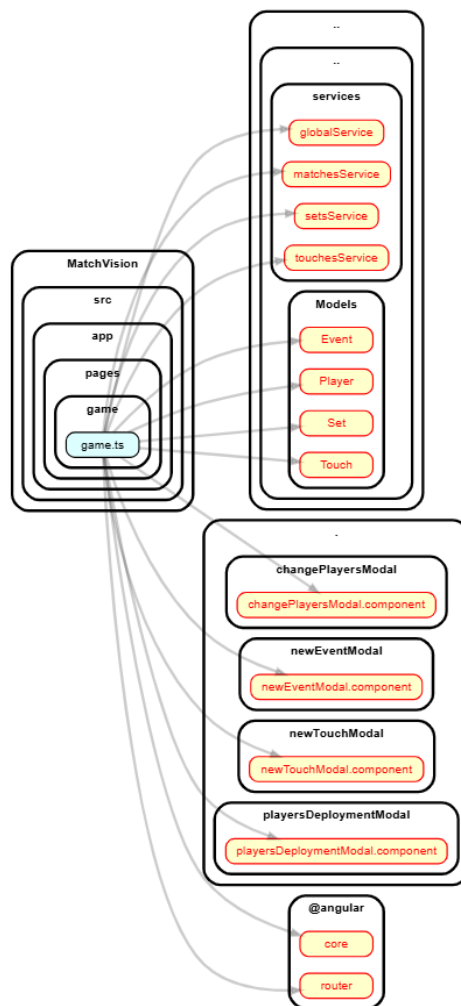 MatchVision
src
app
pages
game
game.ts
..
..
services
globalService
matchesService
setsService
touchesService
Models
Event
Player
Set
Touch
.
changePlayersModal
changePlayersModal.component
newEventModal
newEventModal.component
newTouchModal
newTouchModal.component
playersDeploymentModal
playersDeploymentModal.component
@angular
core
router